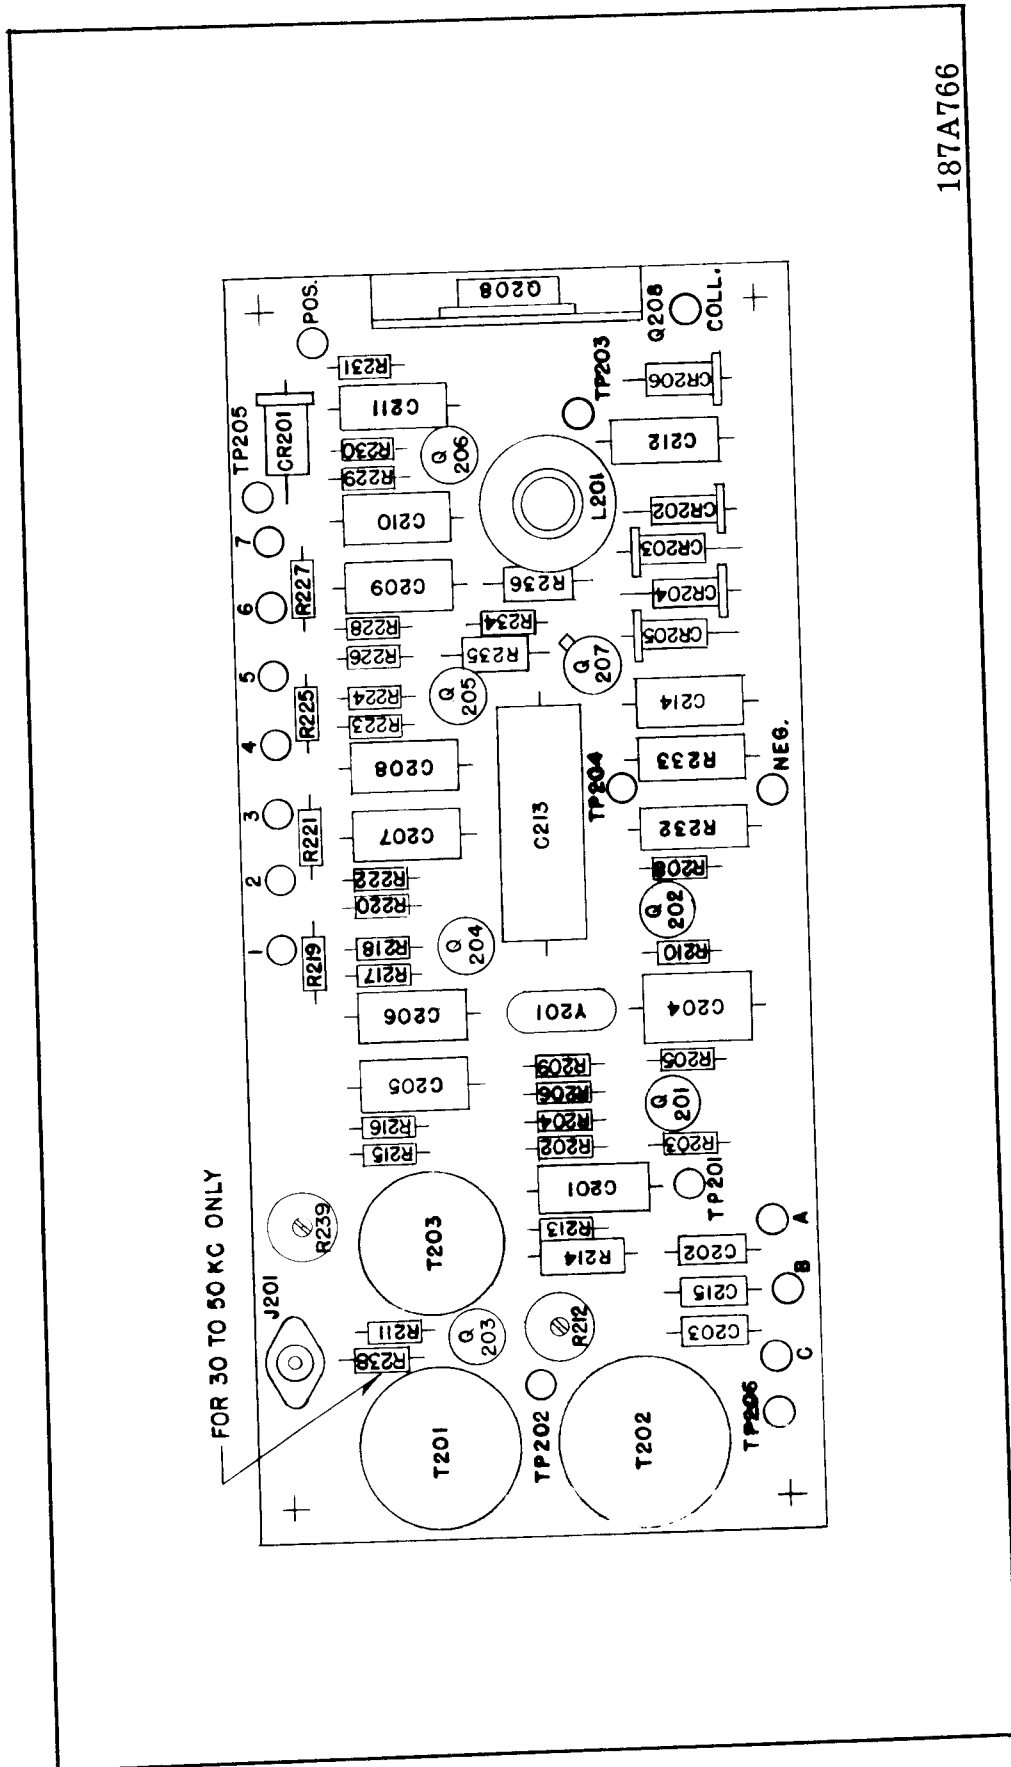 FOR 30 TO 50 KC ONLY
J201
1
2
3
4
5
6
7
TP205
R239
R219
R221
R225
R227
CR201
POS.
R238
R211
R215
R216
C205
C206
R217
R218
R220
R222
C207
C208
R223
R224
R226
R228
C209
C210
R229
R230
C211
R231
T201
Q
203
T203
Q
204
Q
205
Q
206
R235
R234
R236
Q208
TP202
R212
R214
R213
C201
R202
R204
R206
R209
Y201
C213
Q
207
L201
TP203
TP204
T202
C203
C215
C202
TP201
R203
Q
201
R205
C204
R210
Q
202
R208
R232
R233
C214
CR205
CR204
CR203
CR202
C212
CR206
Q208
COLL.
TP206
C
B
A
NEG.
187A766